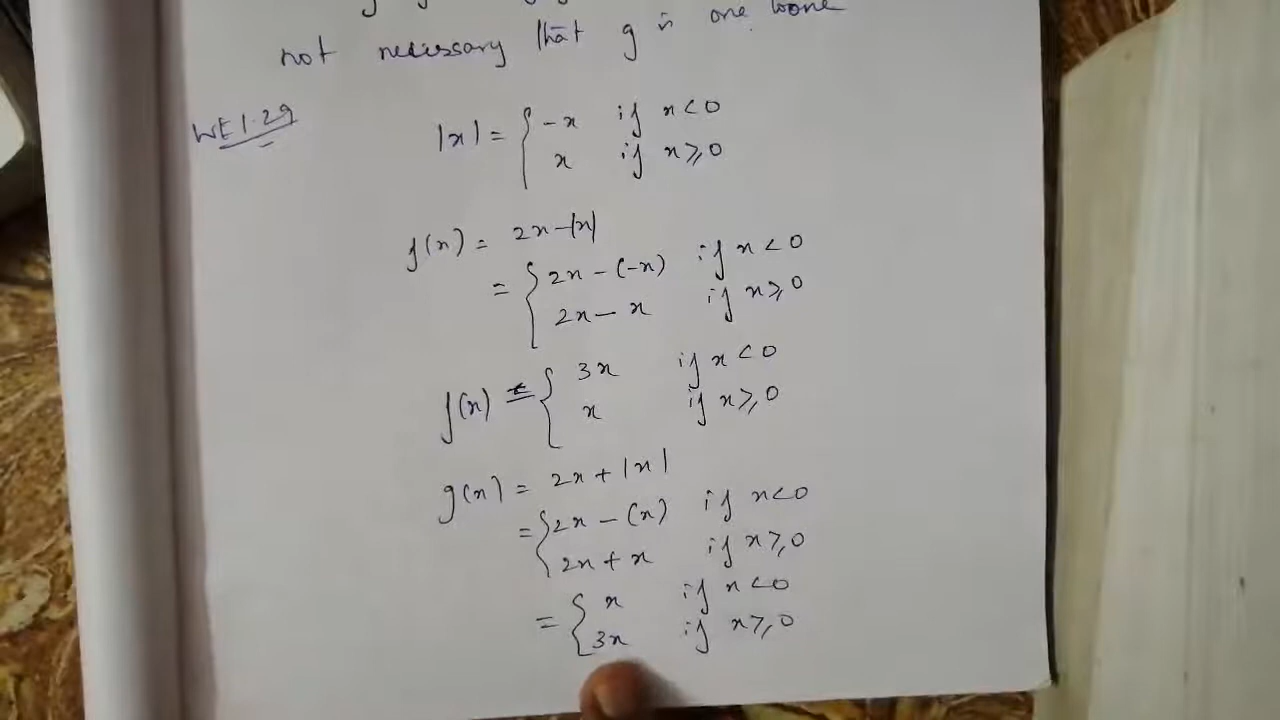 not necessary that g is one to one
WE 1.29
|x| = { -x if x < 0
x if x ≥ 0
f(x) = 2x - |x|
= { 2x - (-x) if x < 0
2x - x if x ≥ 0
f(x) = { 3x if x < 0
x if x ≥ 0
g(x) = 2x + |x|
= { 2x - (x) if x < 0
2x + x if x ≥ 0
= { x if x < 0
3x if x ≥ 0